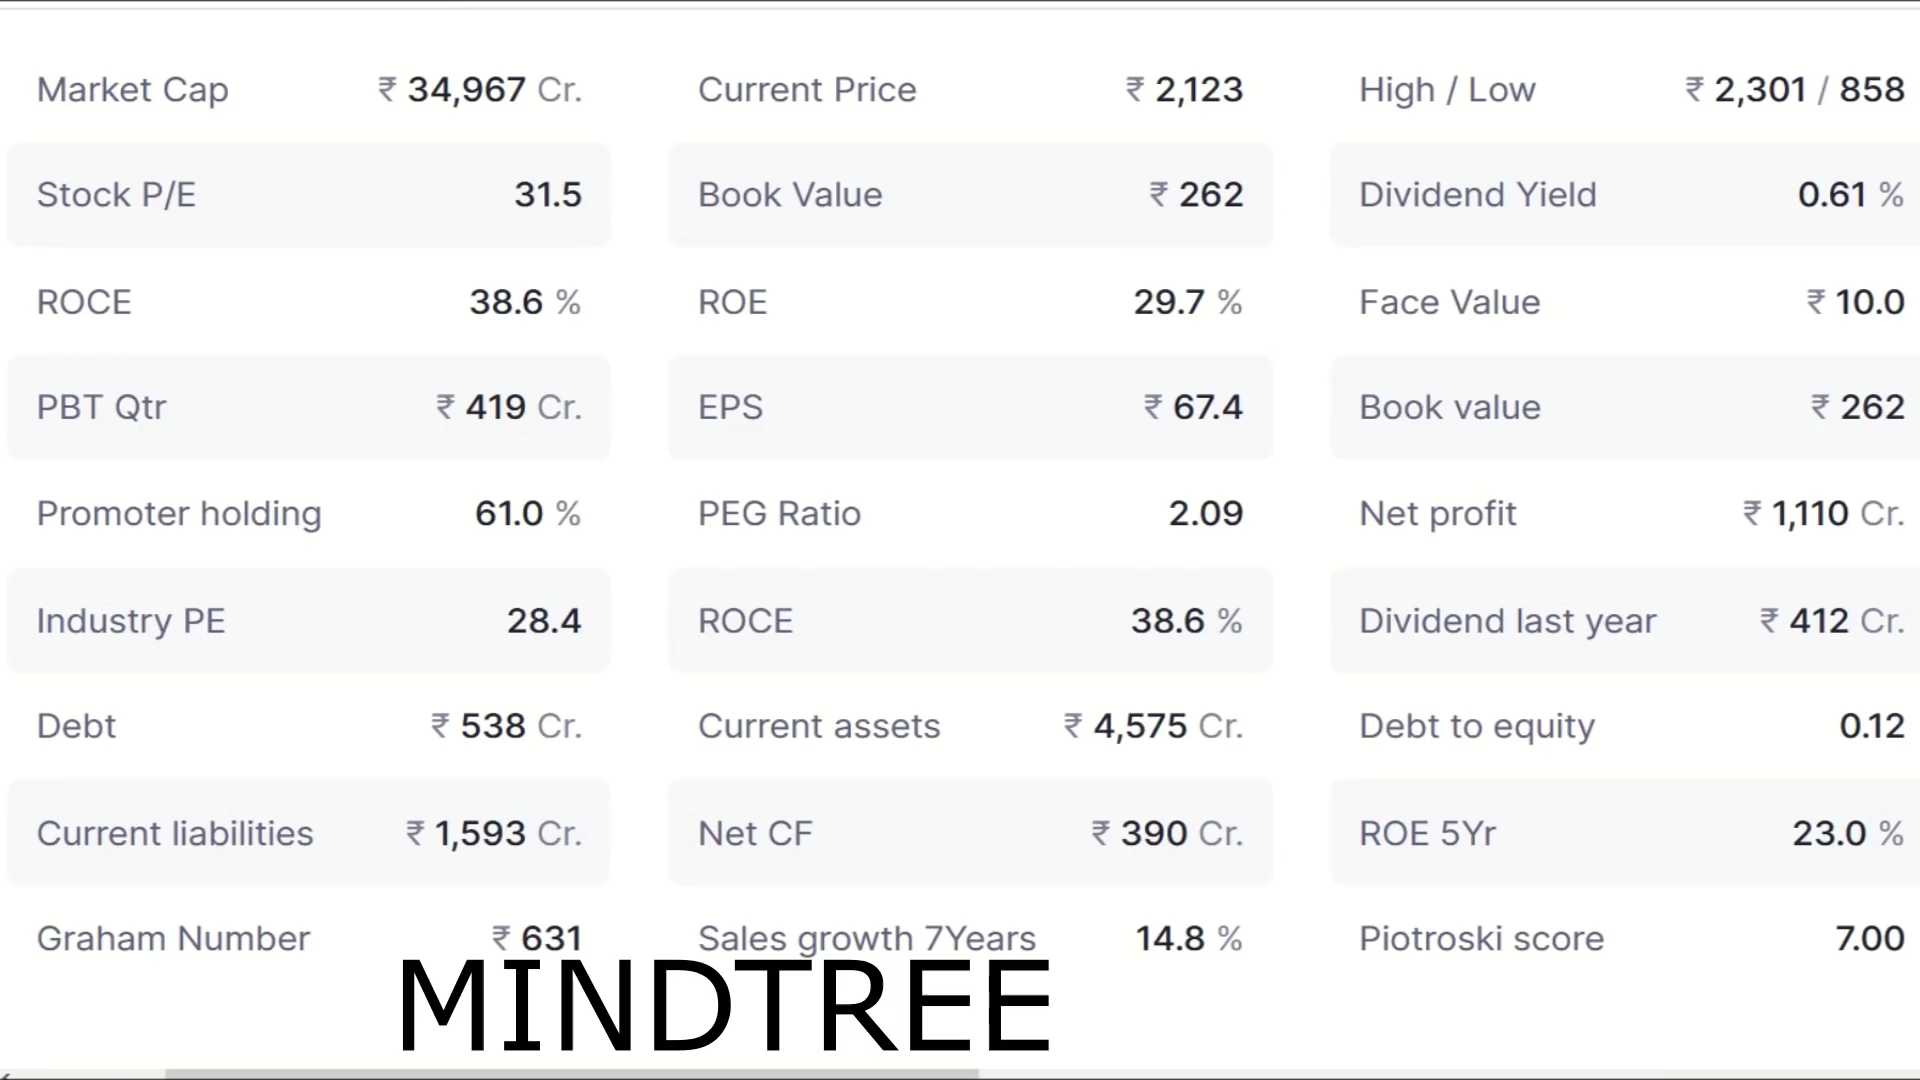 Market Cap ₹ 34,967 Cr. Current Price ₹ 2,123 High / Low ₹ 2,301 / 858
Stock P/E 31.5 Book Value ₹ 262 Dividend Yield 0.61 %
ROCE 38.6 % ROE 29.7 % Face Value ₹ 10.0
PBT Qtr ₹ 419 Cr. EPS ₹ 67.4 Book value ₹ 262
Promoter holding 61.0 % PEG Ratio 2.09 Net profit ₹ 1,110 Cr.
Industry PE 28.4 ROCE 38.6 % Dividend last year ₹ 412 Cr.
Debt ₹ 538 Cr. Current assets ₹ 4,575 Cr. Debt to equity 0.12
Current liabilities ₹ 1,593 Cr. Net CF ₹ 390 Cr. ROE 5Yr 23.0 %
Graham Number ₹ 631 Sales growth 7Years 14.8 % Piotroski score 7.00
MINDTREE